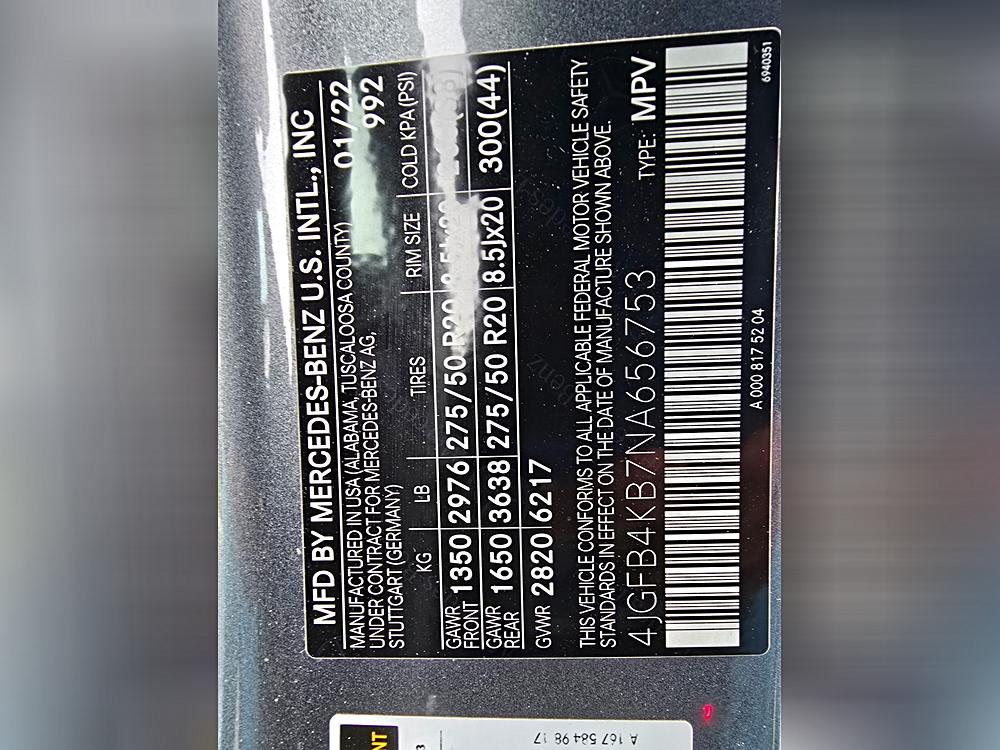 MFD BY MERCEDES-BENZ U.S. INTL., INC
MANUFACTURED IN USA (ALABAMA, TUSCALOOSA COUNTY) 01/22
UNDER CONTRACT FOR MERCEDES-BENZ AG, 992
STUTTGART (GERMANY)
KG LB TIRES RIM SIZE COLD KPA (PSI)
GAWR FRONT 1350 2976 275/50 R20
GAWR REAR 1650 3638 275/50 R20 8.5Jx20 300(44)
GVWR 2820 6217
THIS VEHICLE CONFORMS TO ALL APPLICABLE FEDERAL MOTOR VEHICLE SAFETY
STANDARDS IN EFFECT ON THE DATE OF MANUFACTURE SHOWN ABOVE.
4JGFB4KB7NA656753 TYPE: MPV
A 000 817 52 04 6940351
A 167 584 98 17